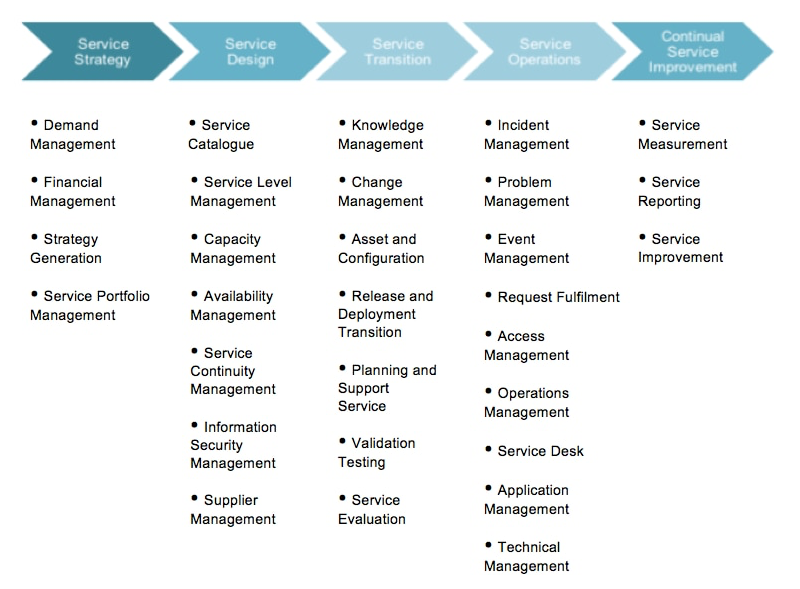 Service
Strategy
Service
Design
Service
Transition
Service
Operations
Continual
Service
Improvement
• Demand
Management
• Financial
Management
• Strategy
Generation
• Service Portfolio
Management
• Service
Catalogue
• Service Level
Management
• Capacity
Management
• Availability
Management
• Service
Continuity
Management
• Information
Security
Management
• Supplier
Management
• Knowledge
Management
• Change
Management
• Asset and
Configuration
• Release and
Deployment
Transition
• Planning and
Support
Service
• Validation
Testing
• Service
Evaluation
• Incident
Management
• Problem
Management
• Event
Management
• Request Fulfilment
• Access
Management
• Operations
Management
• Service Desk
• Application
Management
• Technical
Management
• Service
Measurement
• Service
Reporting
• Service
Improvement